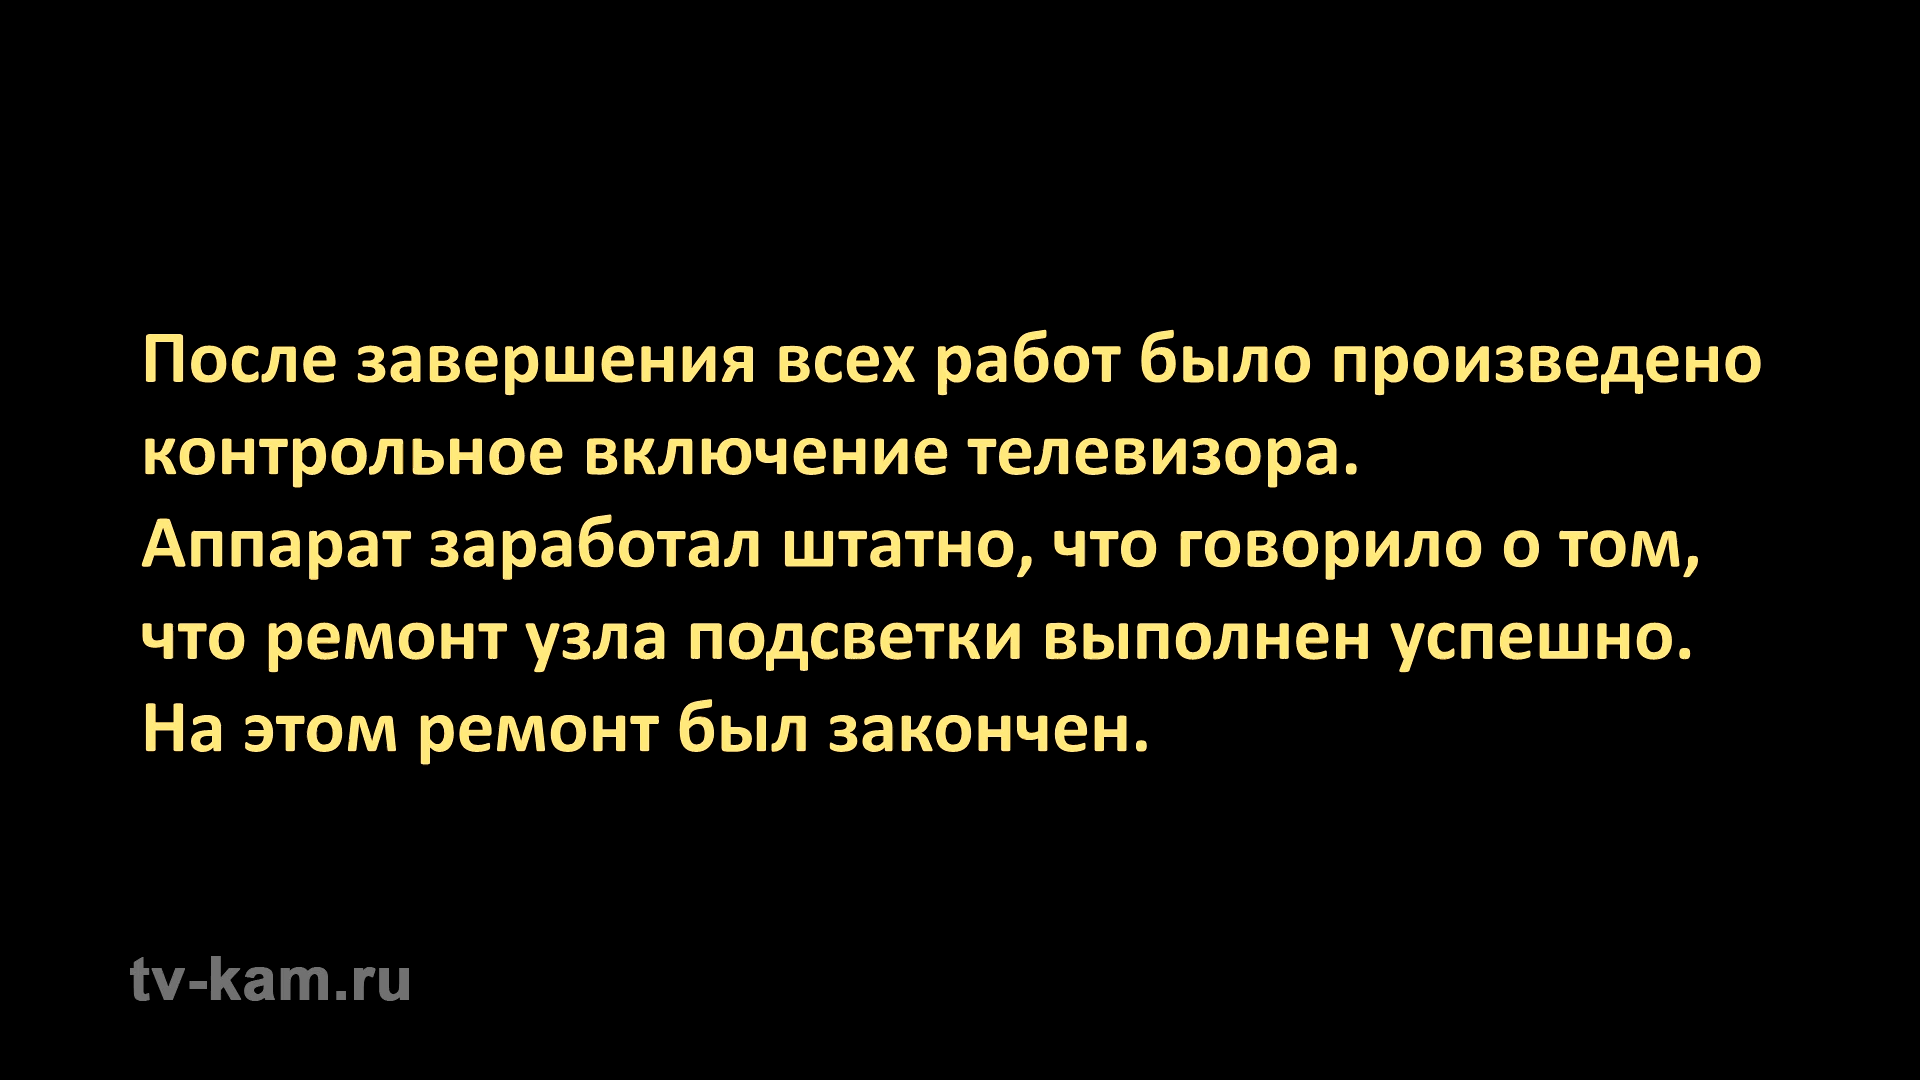 После завершения всех работ было произведено
контрольное включение телевизора.
Аппарат заработал штатно, что говорило о том,
что ремонт узла подсветки выполнен успешно.
На этом ремонт был закончен.
tv-kam.ru